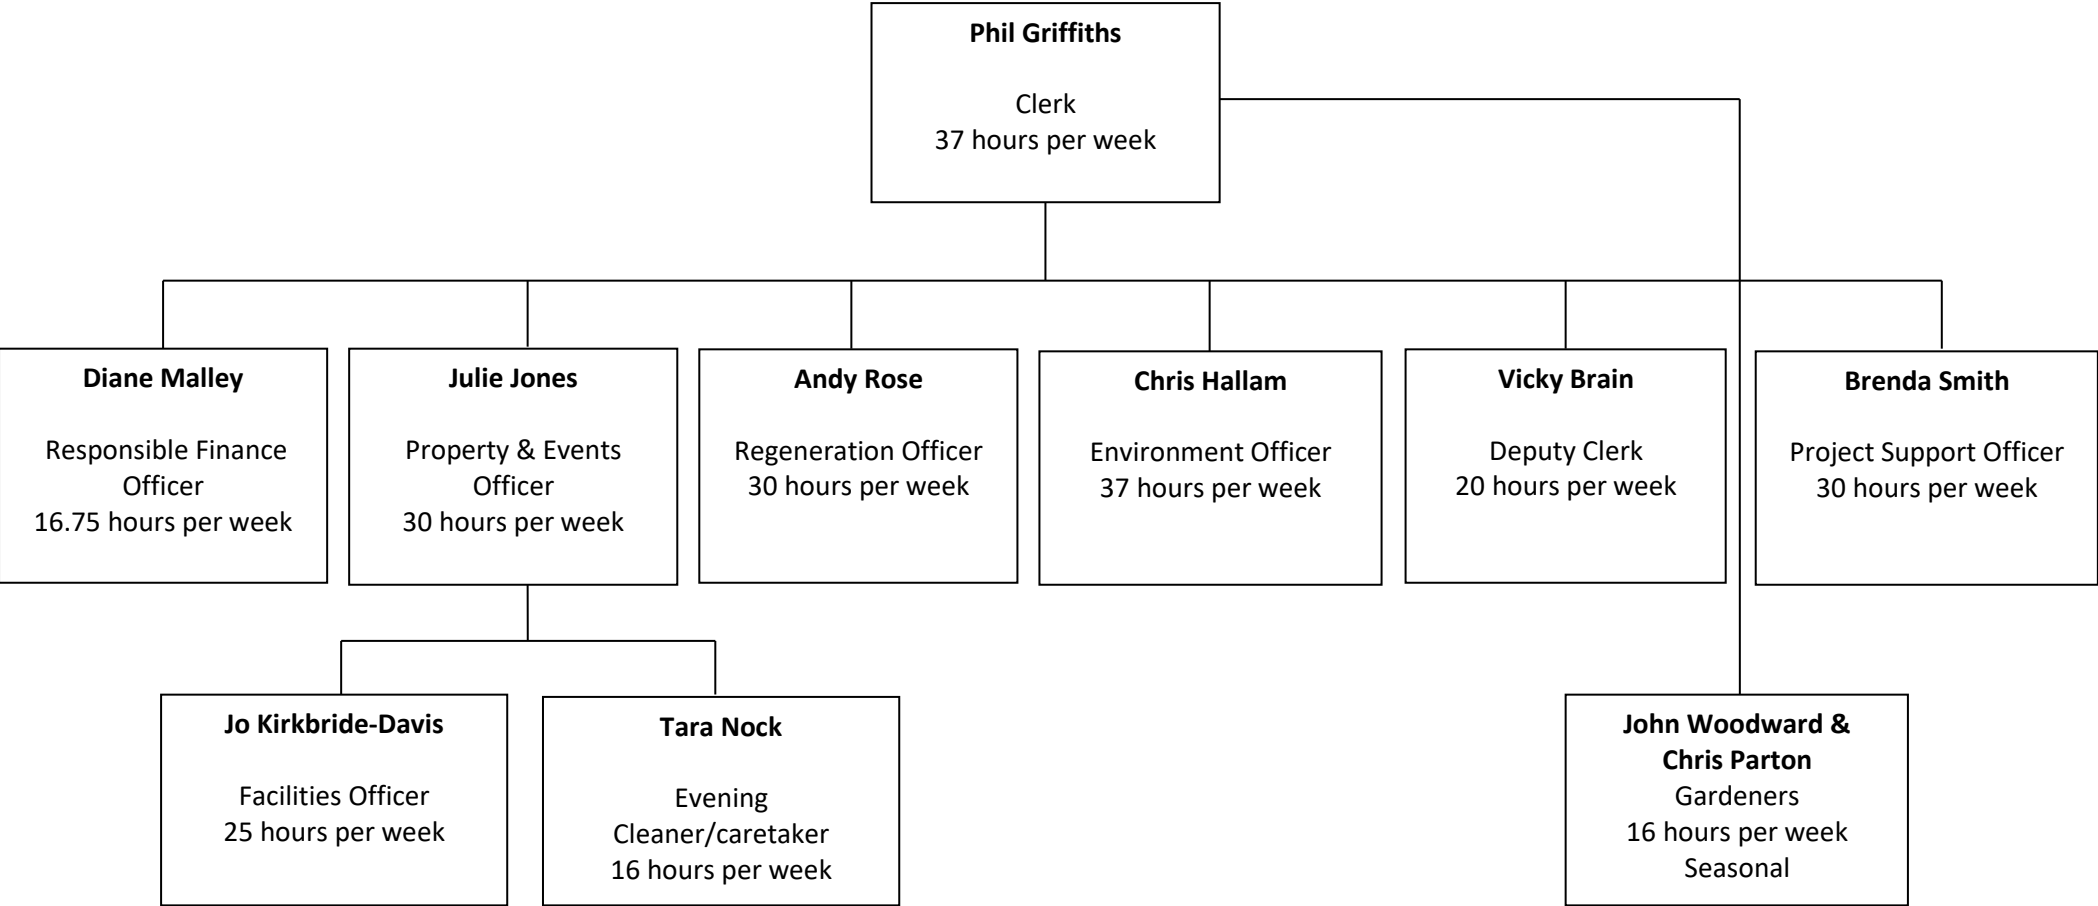 Phil Griffiths
Clerk
37 hours per week
Diane Malley
Responsible Finance
Officer
16.75 hours per week
Julie Jones
Property & Events
Officer
30 hours per week
Andy Rose
Regeneration Officer
30 hours per week
Chris Hallam
Environment Officer
37 hours per week
Vicky Brain
Deputy Clerk
20 hours per week
Brenda Smith
Project Support Officer
30 hours per week
Jo Kirkbride-Davis
Facilities Officer
25 hours per week
Tara Nock
Evening
Cleaner/caretaker
16 hours per week
John Woodward &
Chris Parton
Gardeners
16 hours per week
Seasonal